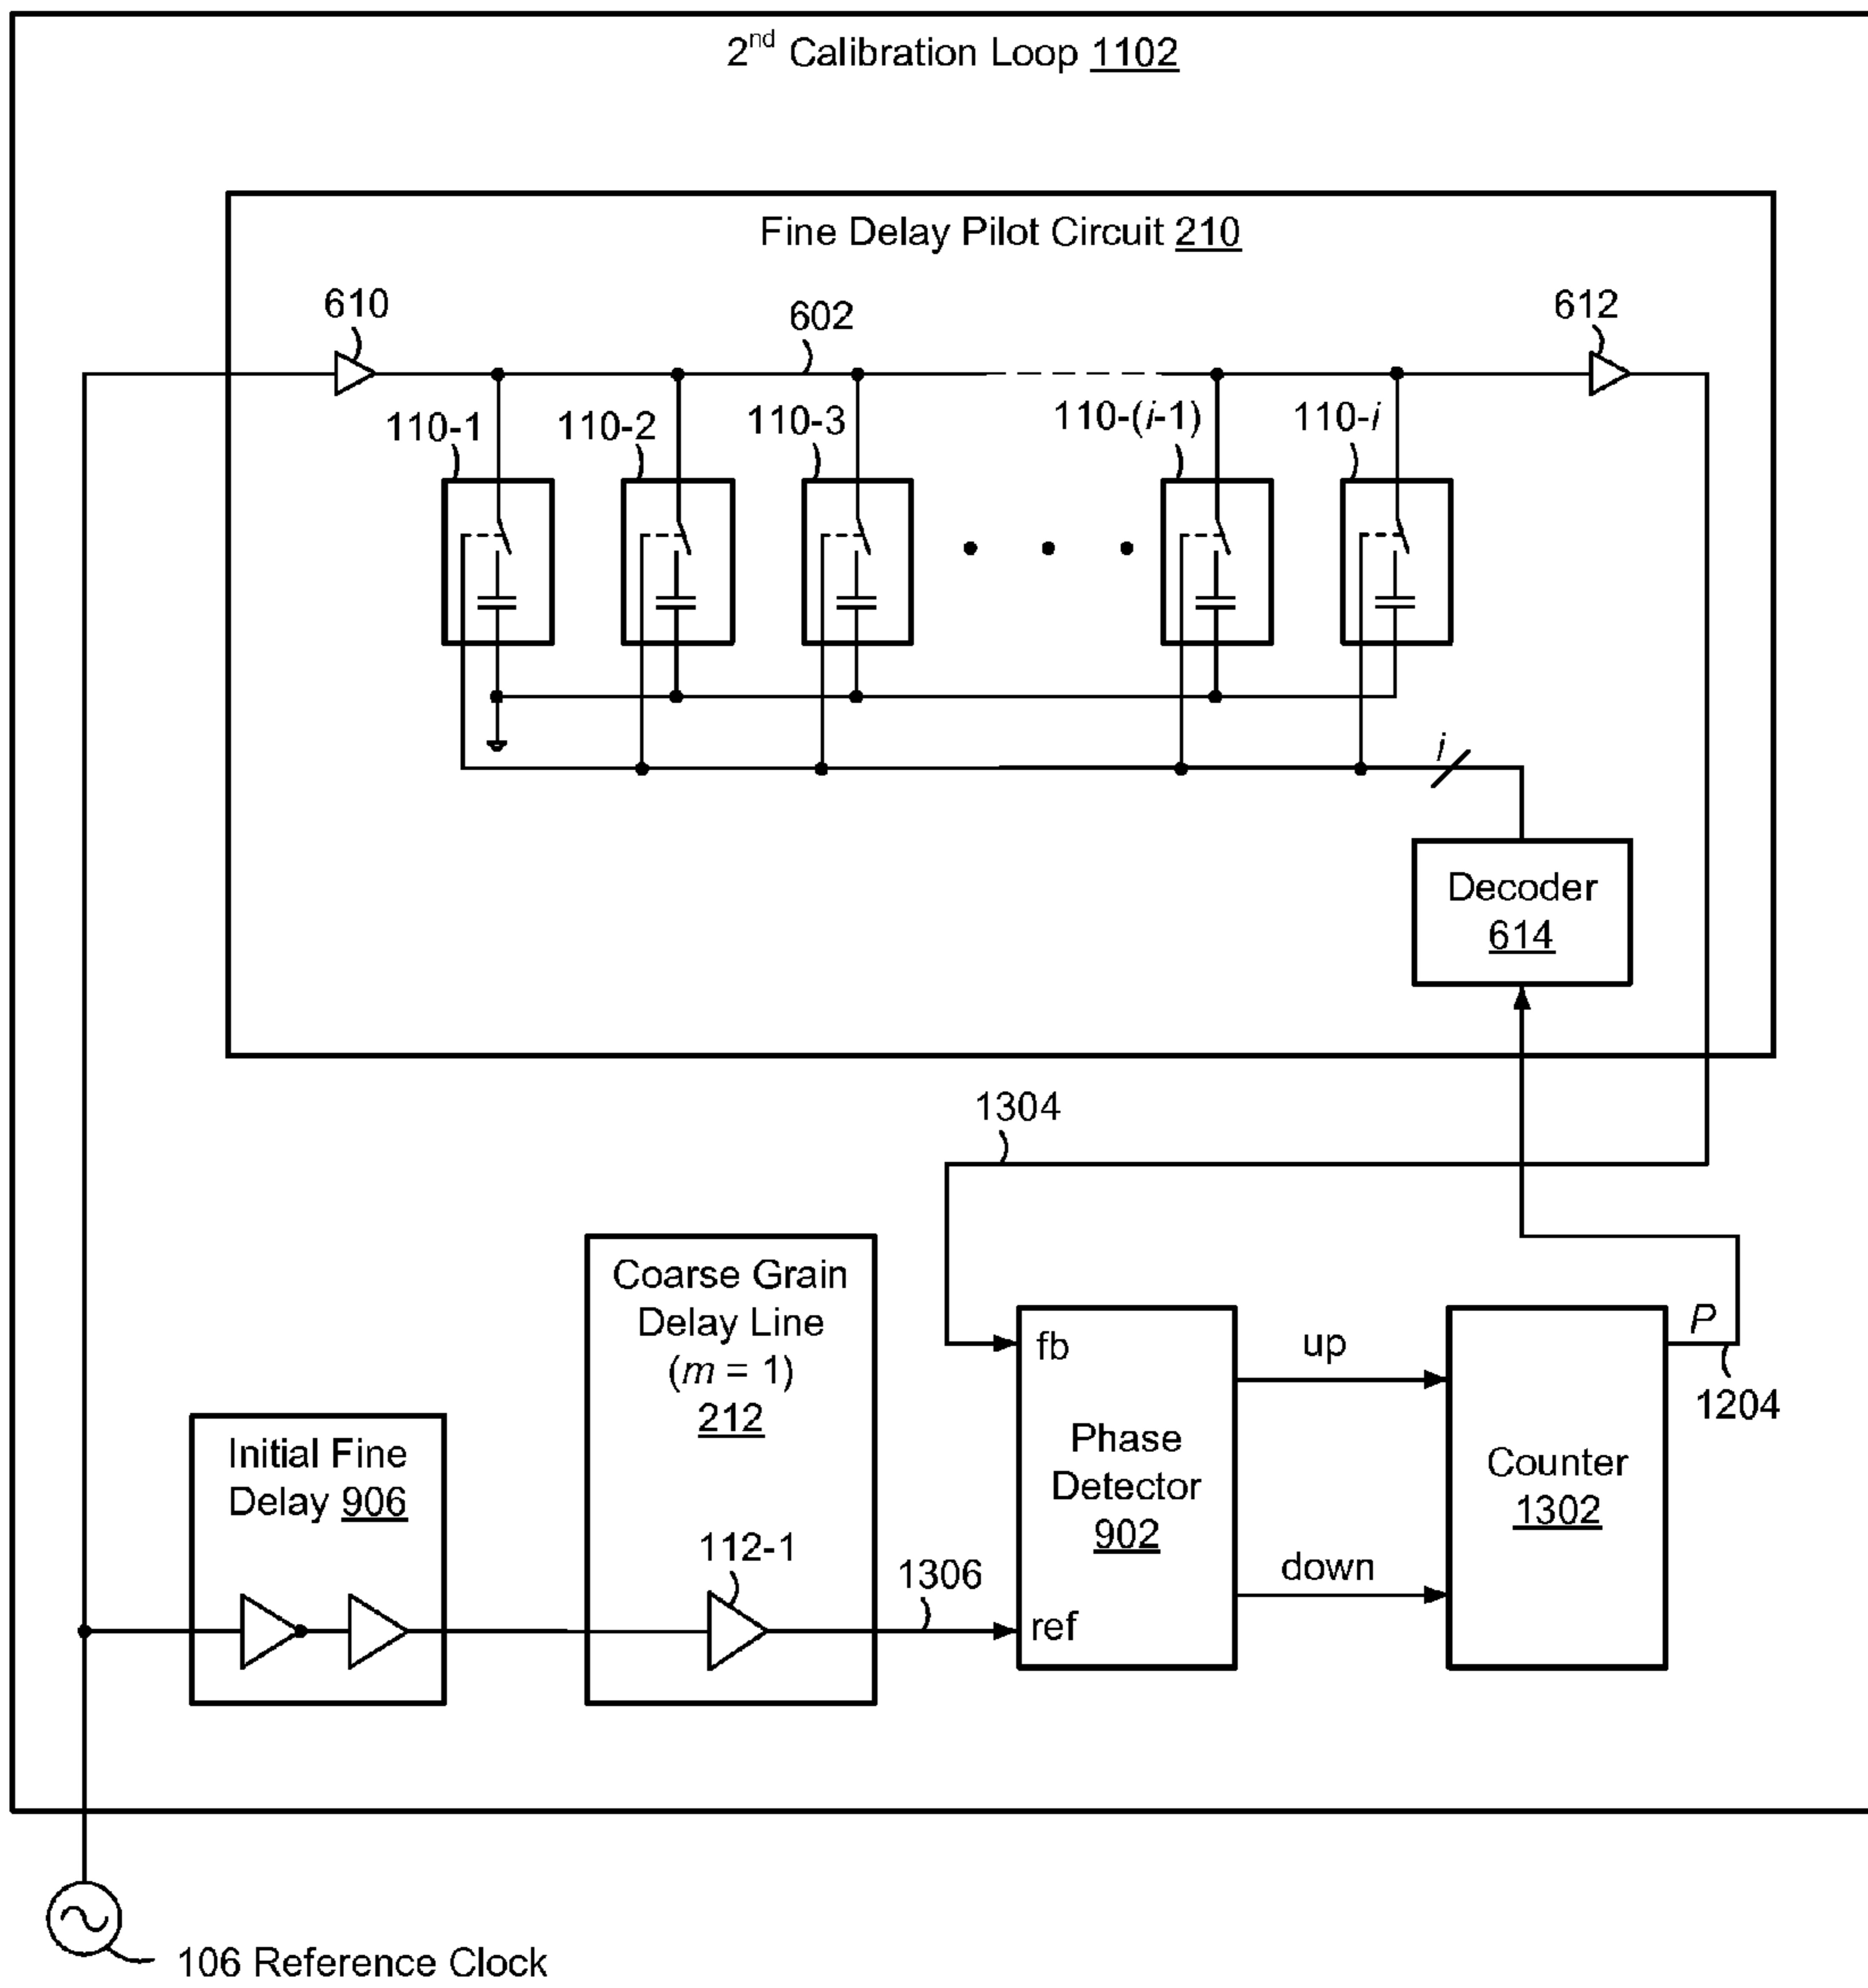 2nd Calibration Loop 1102
Fine Delay Pilot Circuit 210
610
602
612
110-1
110-2
110-3
110-(i-1)
110-i
i
Decoder
614
1304
Coarse Grain
Delay Line
(m = 1)
212
fb
up
P
1204
Phase
Detector
902
Counter
1302
Initial Fine
Delay 906
112-1
1306
down
ref
106 Reference Clock